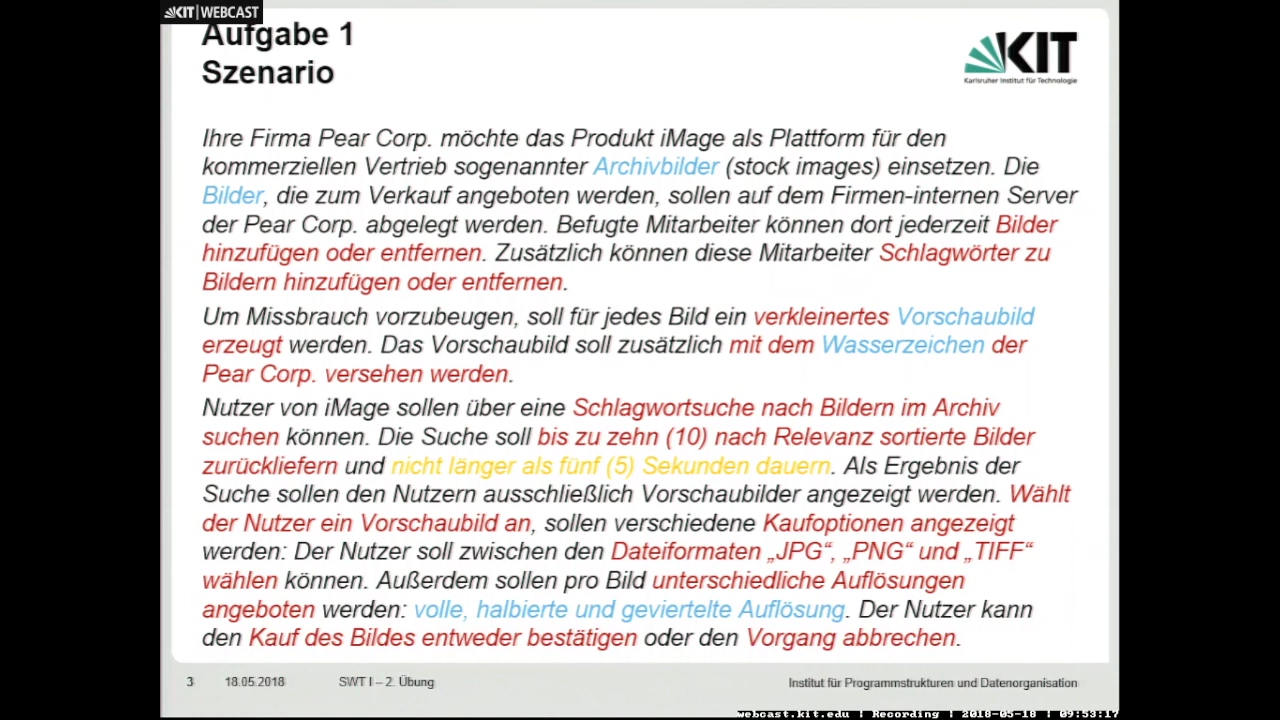 KIT | WEBCAST
Aufgabe 1
Szenario
KIT
Karlsruher Institut für Technologie
Ihre Firma Pear Corp. möchte das Produkt iMage als Plattform für den
kommerziellen Vertrieb sogenannter Archivbilder (stock images) einsetzen. Die
Bilder, die zum Verkauf angeboten werden, sollen auf dem Firmen-internen Server
der Pear Corp. abgelegt werden. Befugte Mitarbeiter können dort jederzeit Bilder
hinzufügen oder entfernen. Zusätzlich können diese Mitarbeiter Schlagwörter zu
Bildern hinzufügen oder entfernen.
Um Missbrauch vorzubeugen, soll für jedes Bild ein verkleinertes Vorschaubild
erzeugt werden. Das Vorschaubild soll zusätzlich mit dem Wasserzeichen der
Pear Corp. versehen werden.
Nutzer von iMage sollen über eine Schlagwortsuche nach Bildern im Archiv
suchen können. Die Suche soll bis zu zehn (10) nach Relevanz sortierte Bilder
zurückliefern und nicht länger als fünf (5) Sekunden dauern. Als Ergebnis der
Suche sollen den Nutzern ausschließlich Vorschaubilder angezeigt werden. Wählt
der Nutzer ein Vorschaubild an, sollen verschiedene Kaufoptionen angezeigt
werden: Der Nutzer soll zwischen den Dateiformaten „JPG“, „PNG“ und „TIFF“
wählen können. Außerdem sollen pro Bild unterschiedliche Auflösungen
angeboten werden: volle, halbierte und geviertelte Auflösung. Der Nutzer kann
den Kauf des Bildes entweder bestätigen oder den Vorgang abbrechen.
3 18.05.2018 SWT I – 2. Übung Institut für Programmstrukturen und Datenorganisation
webcast.kit.edu | Recording | 2018-05-18 | 09:53:17